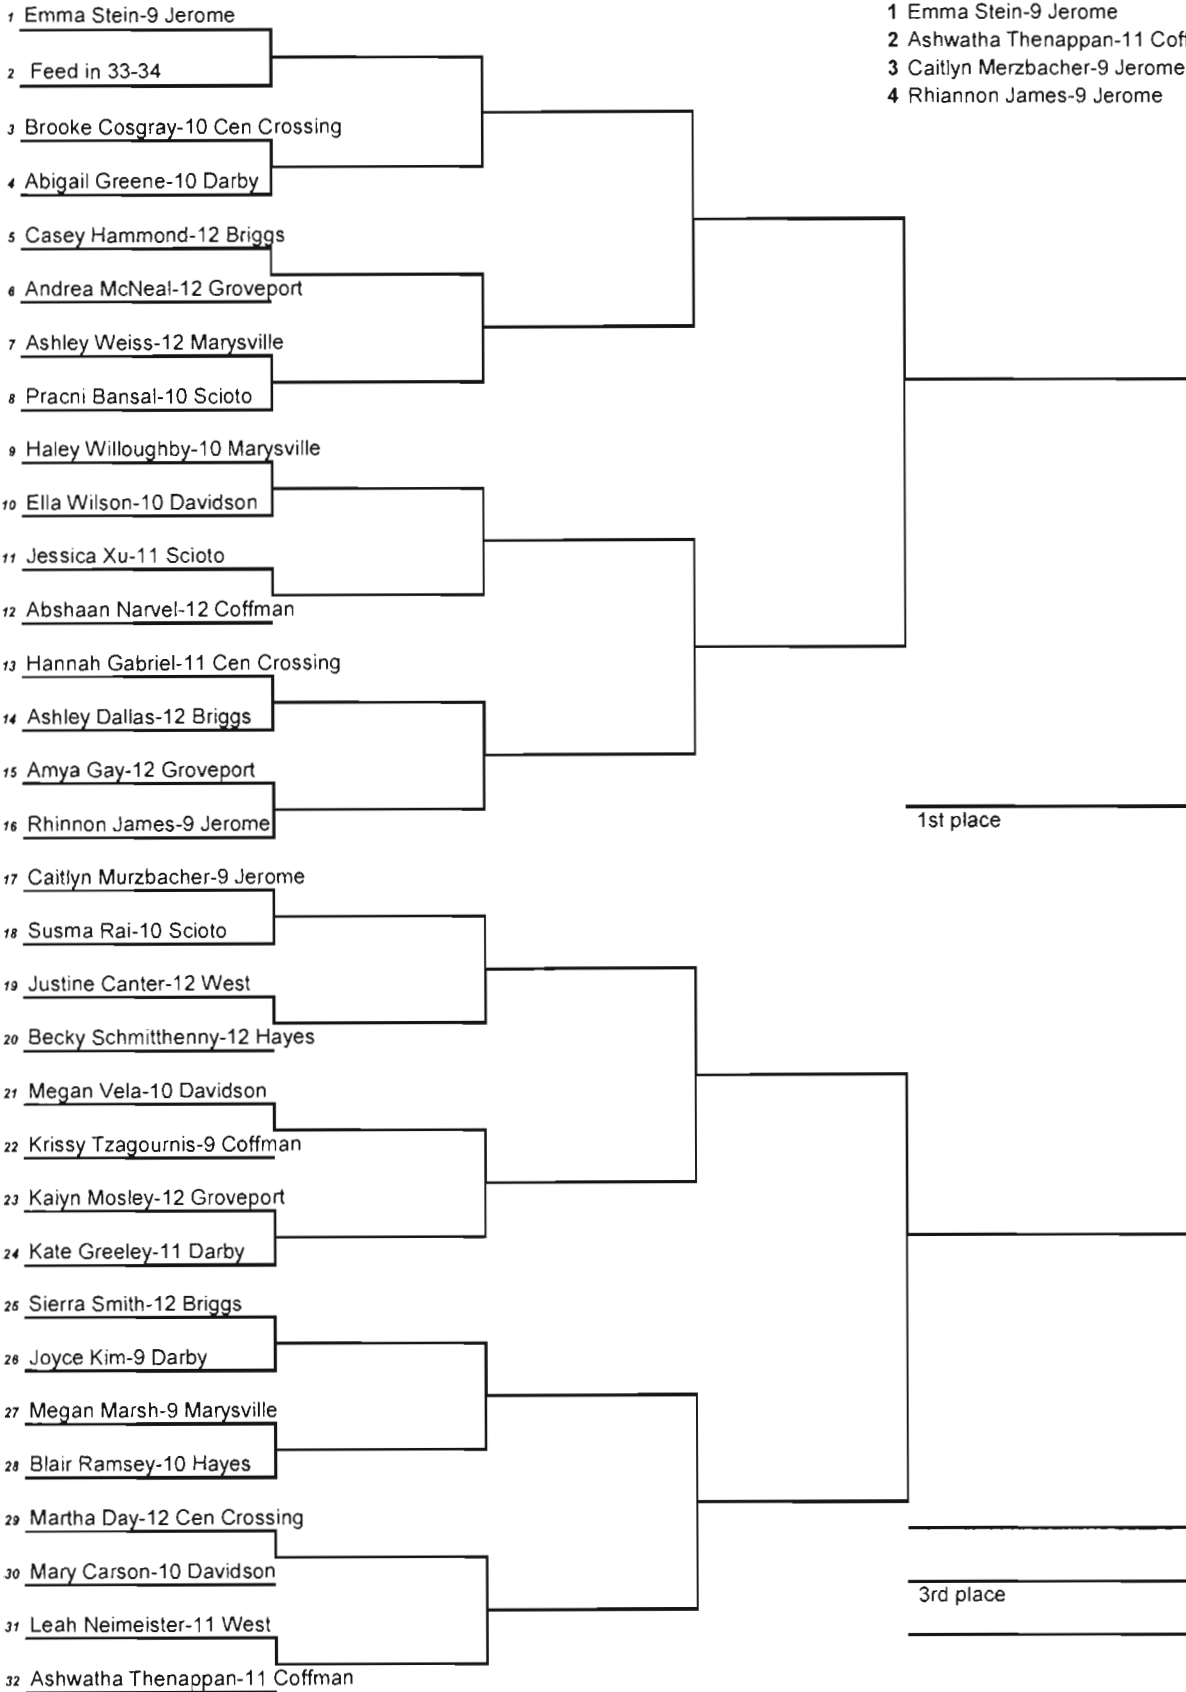 1 Emma Stein-9 Jerome
2 Feed in 33-34
3 Brooke Cosgray-10 Cen Crossing
4 Abigail Greene-10 Darby
5 Casey Hammond-12 Briggs
6 Andrea McNeal-12 Groveport
7 Ashley Weiss-12 Marysville
8 Pracni Bansal-10 Scioto
9 Haley Willoughby-10 Marysville
10 Ella Wilson-10 Davidson
11 Jessica Xu-11 Scioto
12 Abshaan Narvel-12 Coffman
13 Hannah Gabriel-11 Cen Crossing
14 Ashley Dallas-12 Briggs
15 Amya Gay-12 Groveport
16 Rhinnon James-9 Jerome
17 Caitlyn Murzbacher-9 Jerome
18 Susma Rai-10 Scioto
19 Justine Canter-12 West
20 Becky Schmitthenny-12 Hayes
21 Megan Vela-10 Davidson
22 Krissy Tzagournis-9 Coffman
23 Kaiyn Mosley-12 Groveport
24 Kate Greeley-11 Darby
25 Sierra Smith-12 Briggs
26 Joyce Kim-9 Darby
27 Megan Marsh-9 Marysville
28 Blair Ramsey-10 Hayes
29 Martha Day-12 Cen Crossing
30 Mary Carson-10 Davidson
31 Leah Neimeister-11 West
32 Ashwatha Thenappan-11 Coffman
1 Emma Stein-9 Jerome
2 Ashwatha Thenappan-11 Coff
3 Caitlyn Merzbacher-9 Jerome
4 Rhiannon James-9 Jerome
1st place
3rd place